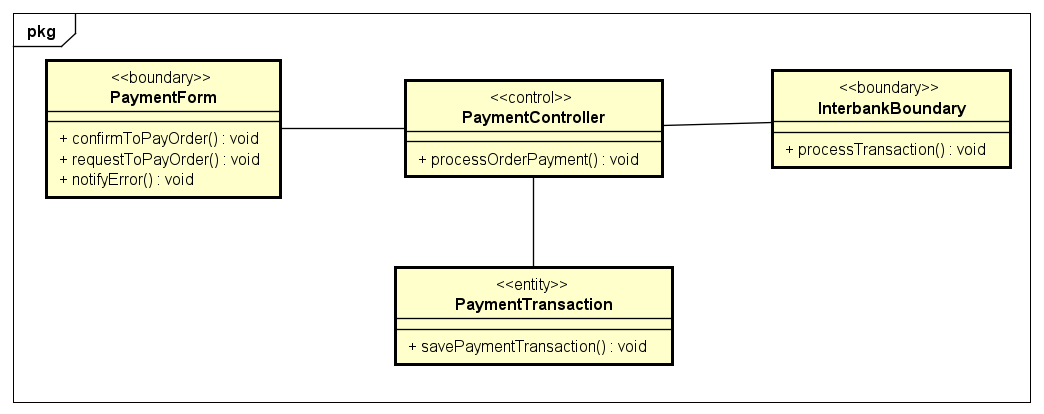 pkg
<<boundary>>
PaymentForm
+ confirmToPayOrder() : void
+ requestToPayOrder() : void
+ notifyError() : void
<<control>>
PaymentController
+ processOrderPayment() : void
<<boundary>>
InterbankBoundary
+ processTransaction() : void
<<entity>>
PaymentTransaction
+ savePaymentTransaction() : void